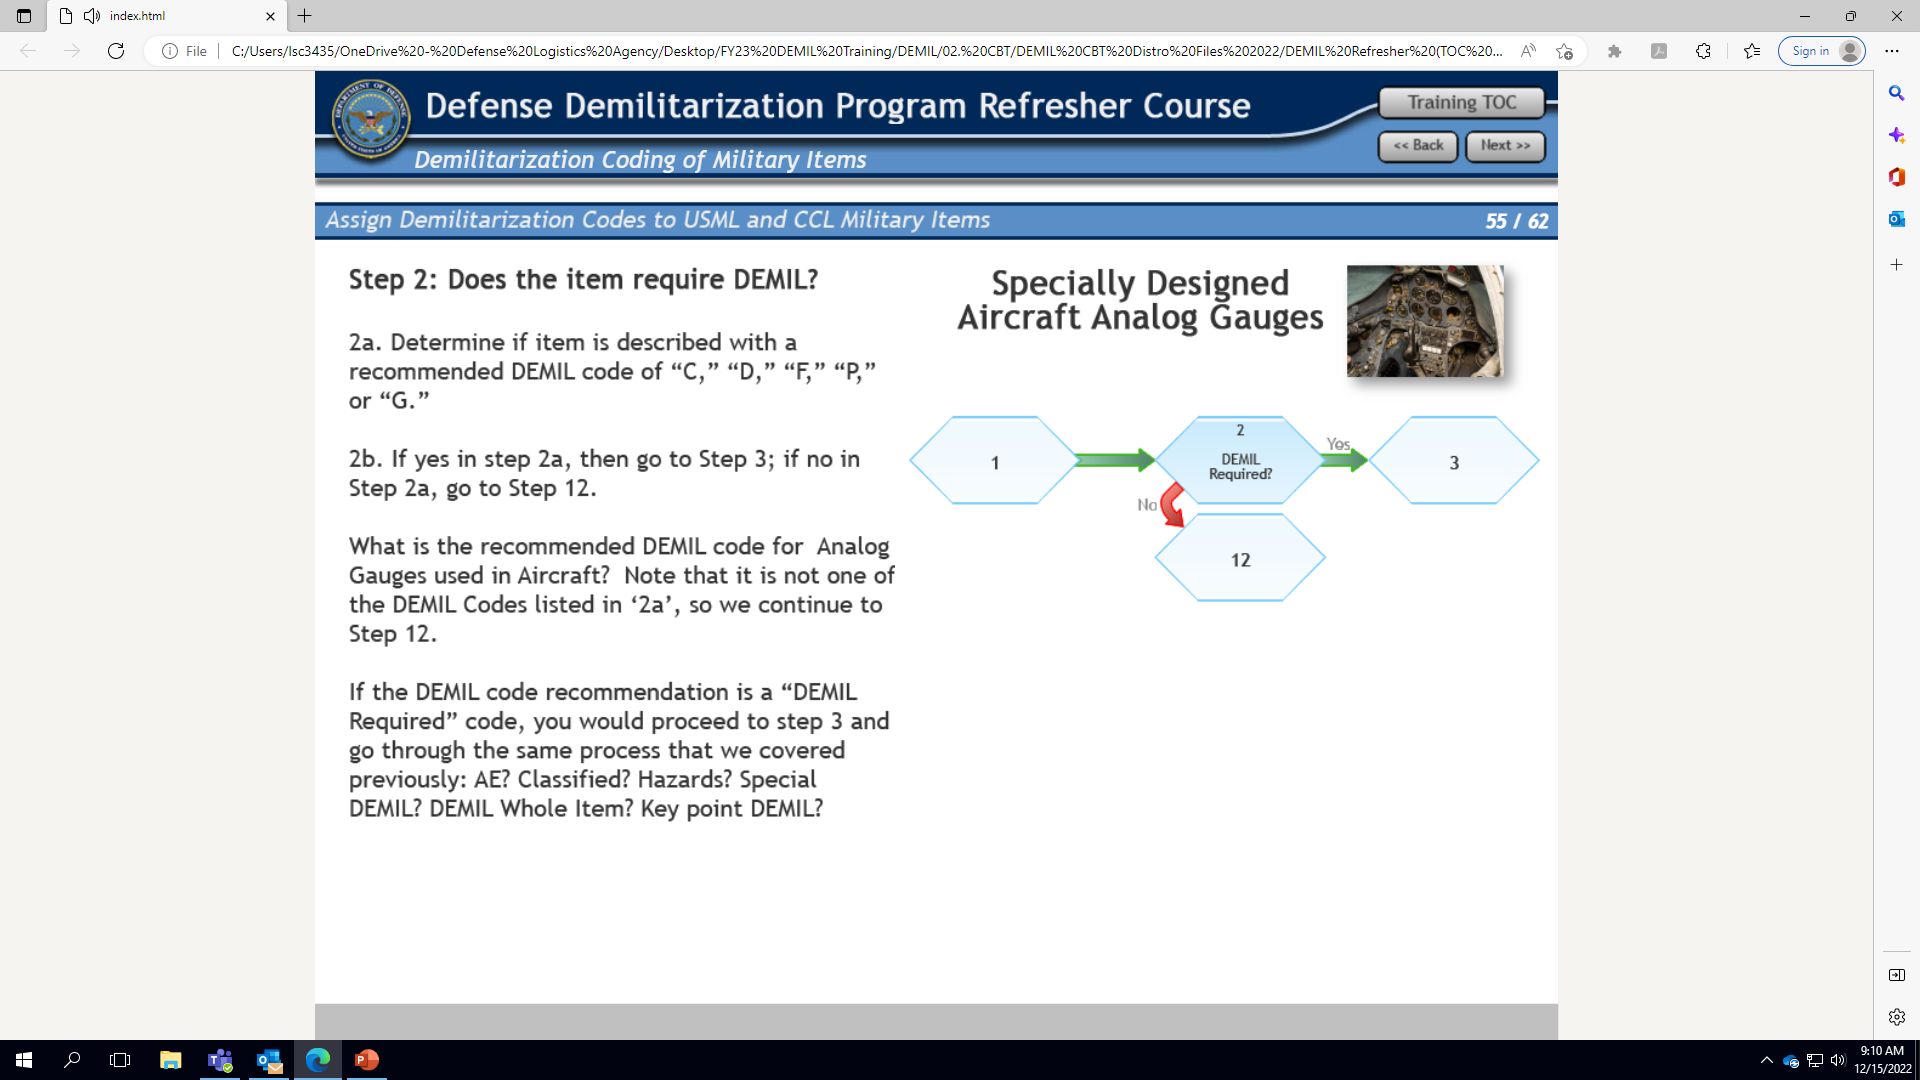 index.html
File
C:/Users/lsc3435/OneDrive%20-%20Defense%20Logistics%20Agency/Desktop/FY23%20DEMIL%20Training/DEMIL/02.%20CBT/DEMIL%20CBT%20Distro%20Files%202022/DEMIL%20Refresher%20(TOC%20...
Sign in
Defense Demilitarization Program Refresher Course
Training TOC
<< Back
Next >>
Demilitarization Coding of Military Items
Assign Demilitarization Codes to USML and CCL Military Items
55 / 62
Step 2: Does the item require DEMIL?
2a. Determine if item is described with a
recommended DEMIL code of “C,” “D,” “F,” “P,”
or “G.”
2b. If yes in step 2a, then go to Step 3; if no in
Step 2a, go to Step 12.
What is the recommended DEMIL code for  Analog
Gauges used in Aircraft?  Note that it is not one of
the DEMIL Codes listed in ‘2a’, so we continue to
Step 12.
If the DEMIL code recommendation is a “DEMIL
Required” code, you would proceed to step 3 and
go through the same process that we covered
previously: AE? Classified? Hazards? Special
DEMIL? DEMIL Whole Item? Key point DEMIL?
Specially Designed
Aircraft Analog Gauges
1
2
DEMIL
Required?
Yes
3
No
12
9:10 AM
12/15/2022